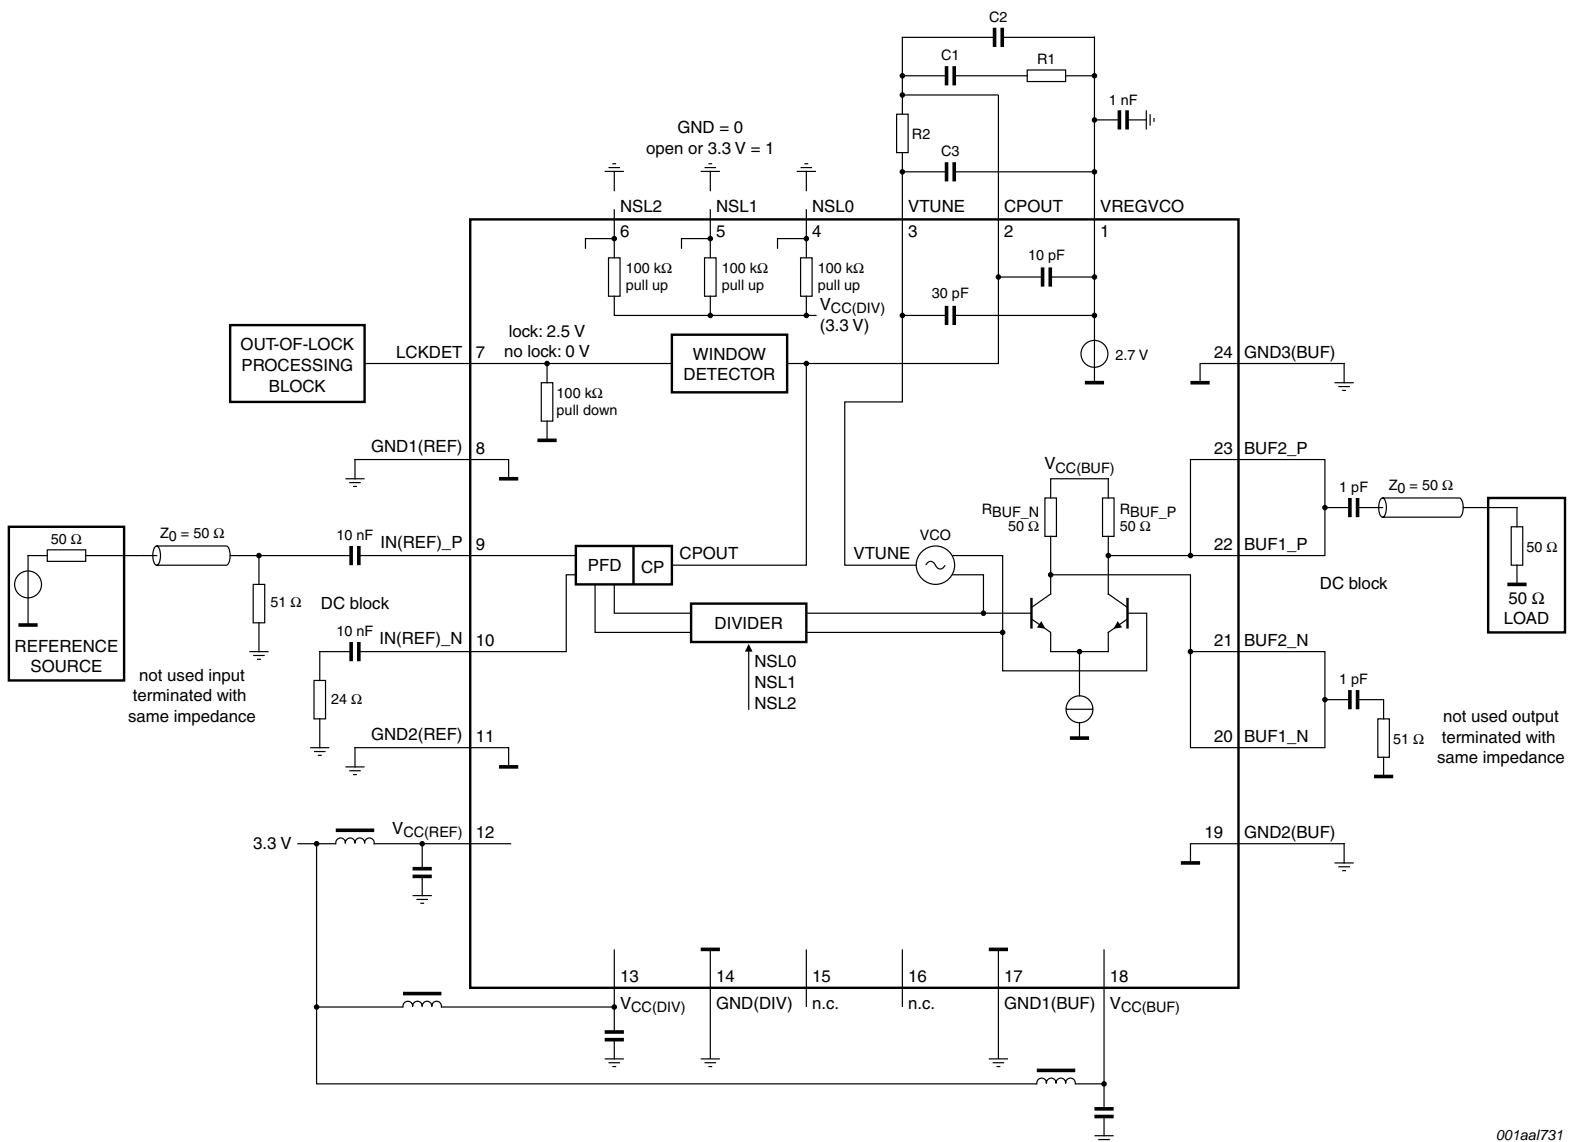 C2
C1
R1
1 nF
GND = 0
open or 3.3 V = 1
R2
C3
NSL2
NSL1
NSL0
VTUNE
CPOUT
VREGVCO
6
5
4
3
2
1
100 kΩ
pull up
100 kΩ
pull up
100 kΩ
pull up
10 pF
30 pF
VCC(DIV)
(3.3 V)
2.7 V
OUT-OF-LOCK
PROCESSING
BLOCK
LCKDET
7
lock: 2.5 V
no lock: 0 V
100 kΩ
pull down
WINDOW
DETECTOR
24
GND3(BUF)
GND1(REF)
8
23
BUF2_P
VCC(BUF)
RBUF_N
50 Ω
RBUF_P
50 Ω
1 pF
Z0 = 50 Ω
50 Ω
Z0 = 50 Ω
10 nF
IN(REF)_P
9
PFD
CP
CPOUT
VTUNE
VCO
22
BUF1_P
50 Ω
50 Ω
LOAD
51 Ω
DC block
DC block
REFERENCE
SOURCE
10 nF
IN(REF)_N
10
DIVIDER
NSL0
NSL1
NSL2
21
BUF2_N
not used input
terminated with
same impedance
24 Ω
1 pF
GND2(REF)
11
20
BUF1_N
51 Ω
not used output
terminated with
same impedance
3.3 V
VCC(REF)
12
19
GND2(BUF)
13
14
15
16
17
18
VCC(DIV)
GND(DIV)
n.c.
n.c.
GND1(BUF)
VCC(BUF)
001aal731